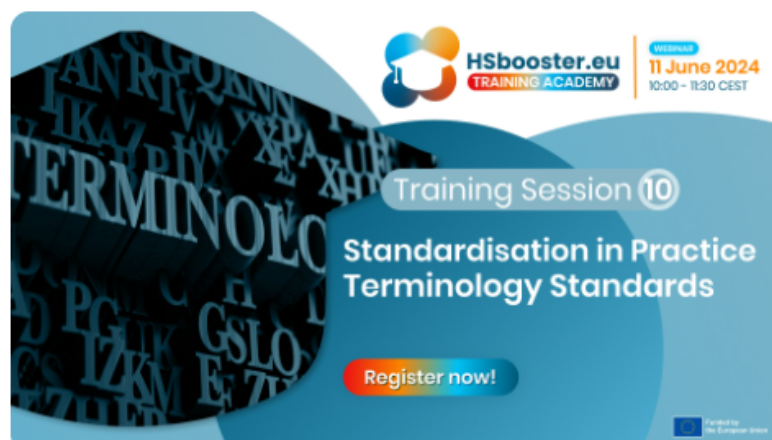 HSbooster.eu
TRAINING ACADEMY
WEBINAR
11 June 2024
10:00 - 11:30 CEST
TERMINOLO
Training Session 10
Standardisation in Practice
Terminology Standards
Register now!
Funded by
the European Union